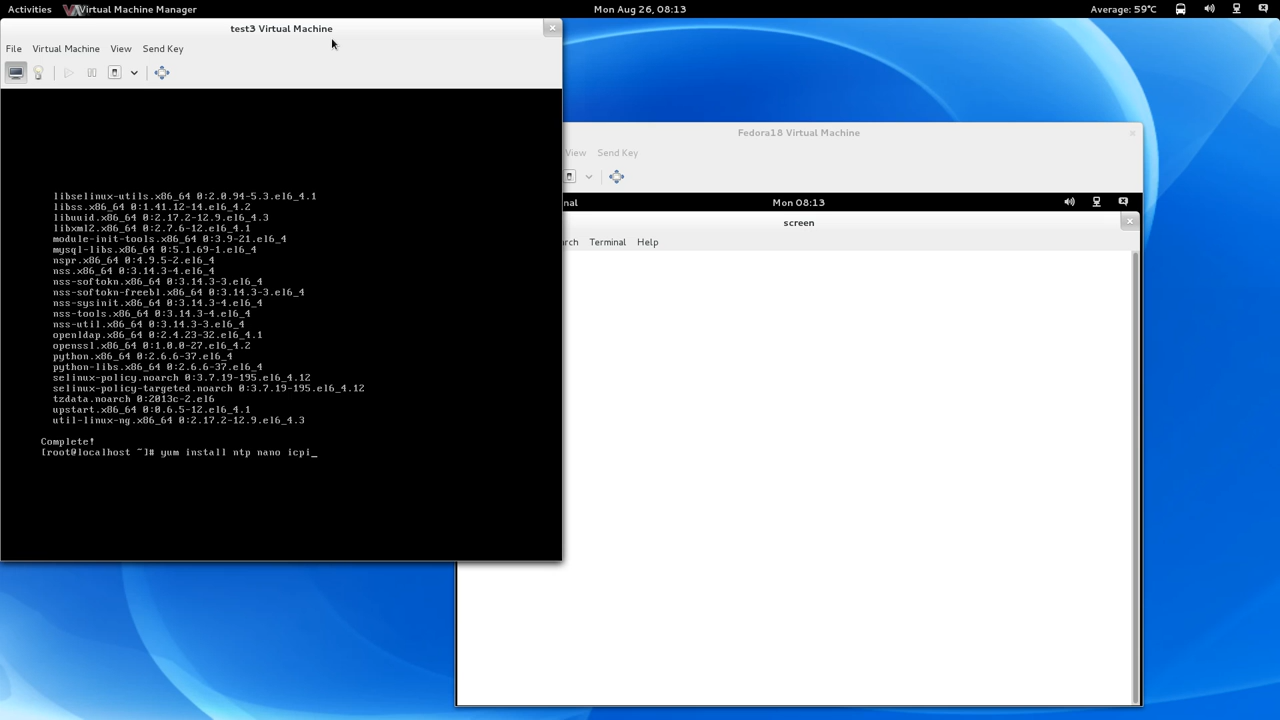 Activities Virtual Machine Manager Mon Aug 26, 08:13 Average: 59°C
test3 Virtual Machine
File Virtual Machine View Send Key
libselinux-utils.x86_64 0:2.0.94-5.3.el6_4.1
libss.x86_64 0:1.41.12-14.el6_4.2
libuuid.x86_64 0:2.17.2-12.9.el6_4.3
libxml2.x86_64 0:2.7.6-12.el6_4.1
module-init-tools.x86_64 0:3.9-21.el6_4
mysql-libs.x86_64 0:5.1.69-1.el6_4
nspr.x86_64 0:4.9.5-2.el6_4
nss.x86_64 0:3.14.3-4.el6_4
nss-softokn.x86_64 0:3.14.3-3.el6_4
nss-softokn-freebl.x86_64 0:3.14.3-3.el6_4
nss-sysinit.x86_64 0:3.14.3-4.el6_4
nss-tools.x86_64 0:3.14.3-4.el6_4
nss-util.x86_64 0:3.14.3-3.el6_4
openldap.x86_64 0:2.4.23-32.el6_4.1
openssl.x86_64 0:1.0.0-27.el6_4.2
python.x86_64 0:2.6.6-37.el6_4
python-libs.x86_64 0:2.6.6-37.el6_4
selinux-policy.noarch 0:3.7.19-195.el6_4.12
selinux-policy-targeted.noarch 0:3.7.19-195.el6_4.12
tzdata.noarch 0:2013c-2.el6
upstart.x86_64 0:0.6.5-12.el6_4.1
util-linux-ng.x86_64 0:2.17.2-12.9.el6_4.3
Complete!
[root@localhost ~]# yum install ntp nano icpi_
Fedora18 Virtual Machine
View Send Key
nal Mon 08:13
screen
arch Terminal Help